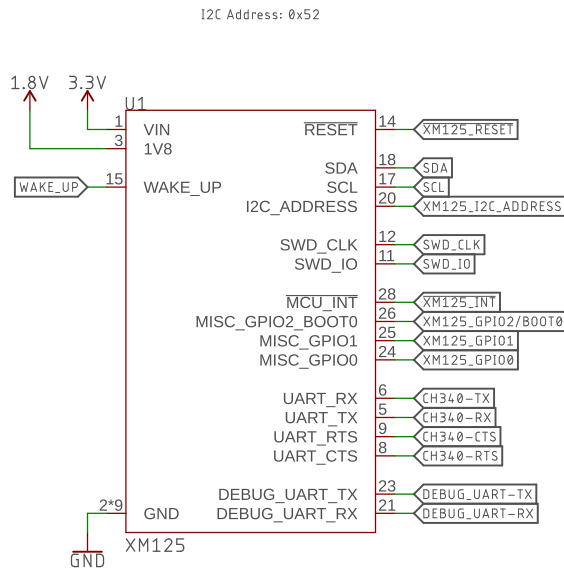 I2C Address: 0x52
1.8V 3.3V
U1
1 VIN RESET 14 XM125_RESET
3 1V8
SDA 18 SDA
15 WAKE_UP WAKE_UP SCL 17 SCL
I2C_ADDRESS 20 XM125_I2C_ADDRESS
SWD_CLK 12 SWD_CLK
SWD_IO 11 SWD_IO
MCU_INT 28 XM125_INT
MISC_GPIO2_BOOT0 26 XM125_GPIO2/BOOT0
MISC_GPIO1 25 XM125_GPIO1
MISC_GPIO0 24 XM125_GPIO0
UART_RX 6 CH340-TX
UART_TX 5 CH340-RX
UART_RTS 9 CH340-CTS
UART_CTS 8 CH340-RTS
DEBUG_UART_TX 23 DEBUG_UART-TX
2*9 GND DEBUG_UART_RX 21 DEBUG_UART-RX
XM125
GND